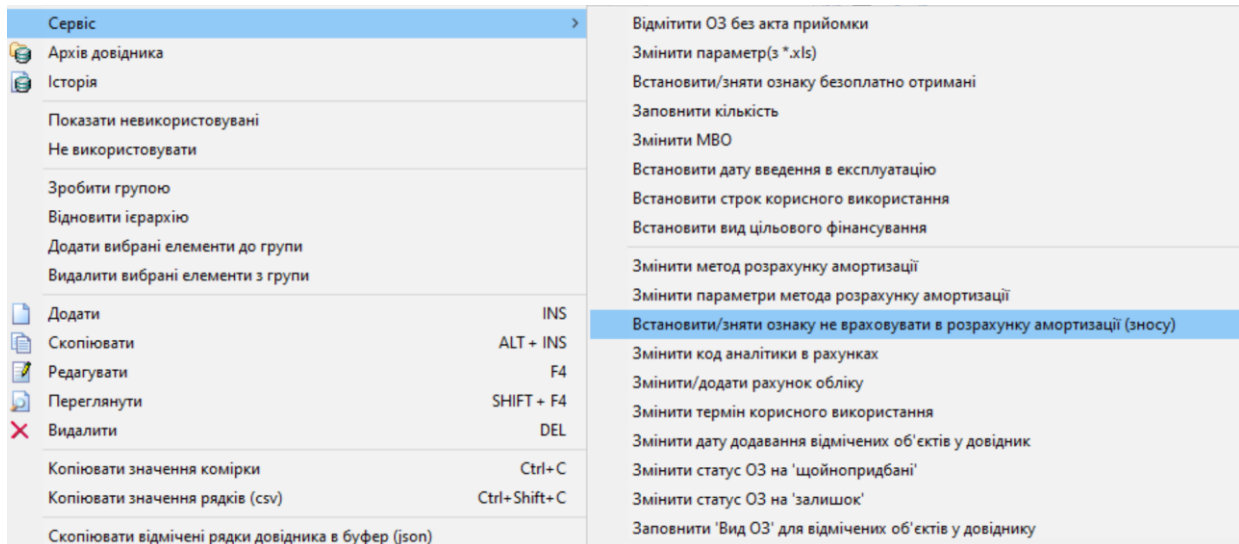 Сервіс >
Архів довідника
Історія
Показати невикористовувані
Не використовувати
Зробити групою
Відновити ієрархію
Додати вибрані елементи до групи
Видалити вибрані елементи з групи
Додати INS
Скопіювати ALT + INS
Редагувати F4
Переглянути SHIFT + F4
Видалити DEL
Копіювати значення комірки Ctrl+C
Копіювати значення рядків (csv) Ctrl+Shift+C
Скопіювати відмічені рядки довідника в буфер (json)
Відмітити ОЗ без акта прийомки
Змінити параметр(з *.xls)
Встановити/зняти ознаку безоплатно отримані
Заповнити кількість
Змінити МВО
Встановити дату введення в експлуатацію
Встановити строк корисного використання
Встановити вид цільового фінансування
Змінити метод розрахунку амортизації
Змінити параметри метода розрахунку амортизації
Встановити/зняти ознаку не враховувати в розрахунку амортизації (зносу)
Змінити код аналітики в рахунках
Змінити/додати рахунок обліку
Змінити термін корисного використання
Змінити дату додавання відмічених об'єктів у довідник
Змінити статус ОЗ на 'щойнопридбані'
Змінити статус ОЗ на 'залишок'
Заповнити 'Вид ОЗ' для відмічених об'єктів у довіднику